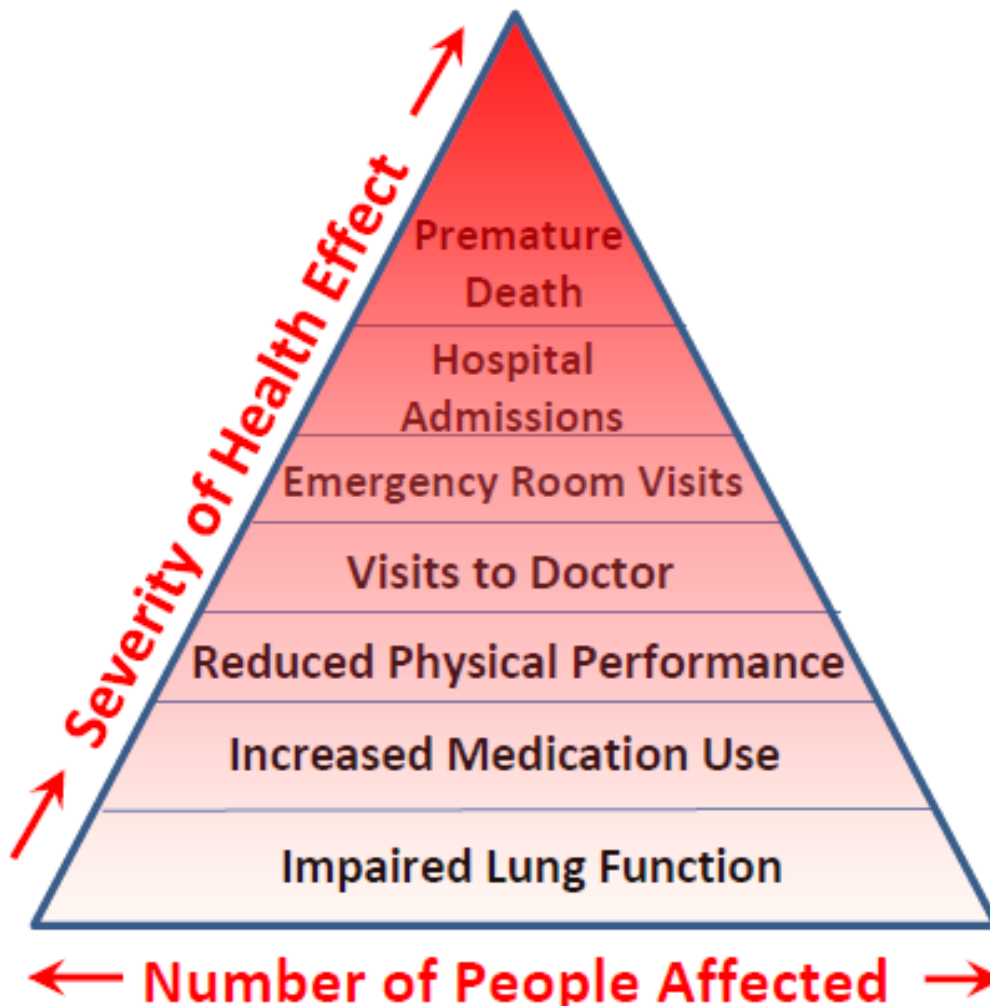 Severity of Health Effect
Premature
Death
Hospital
Admissions
Emergency Room Visits
Visits to Doctor
Reduced Physical Performance
Increased Medication Use
Impaired Lung Function
Number of People Affected